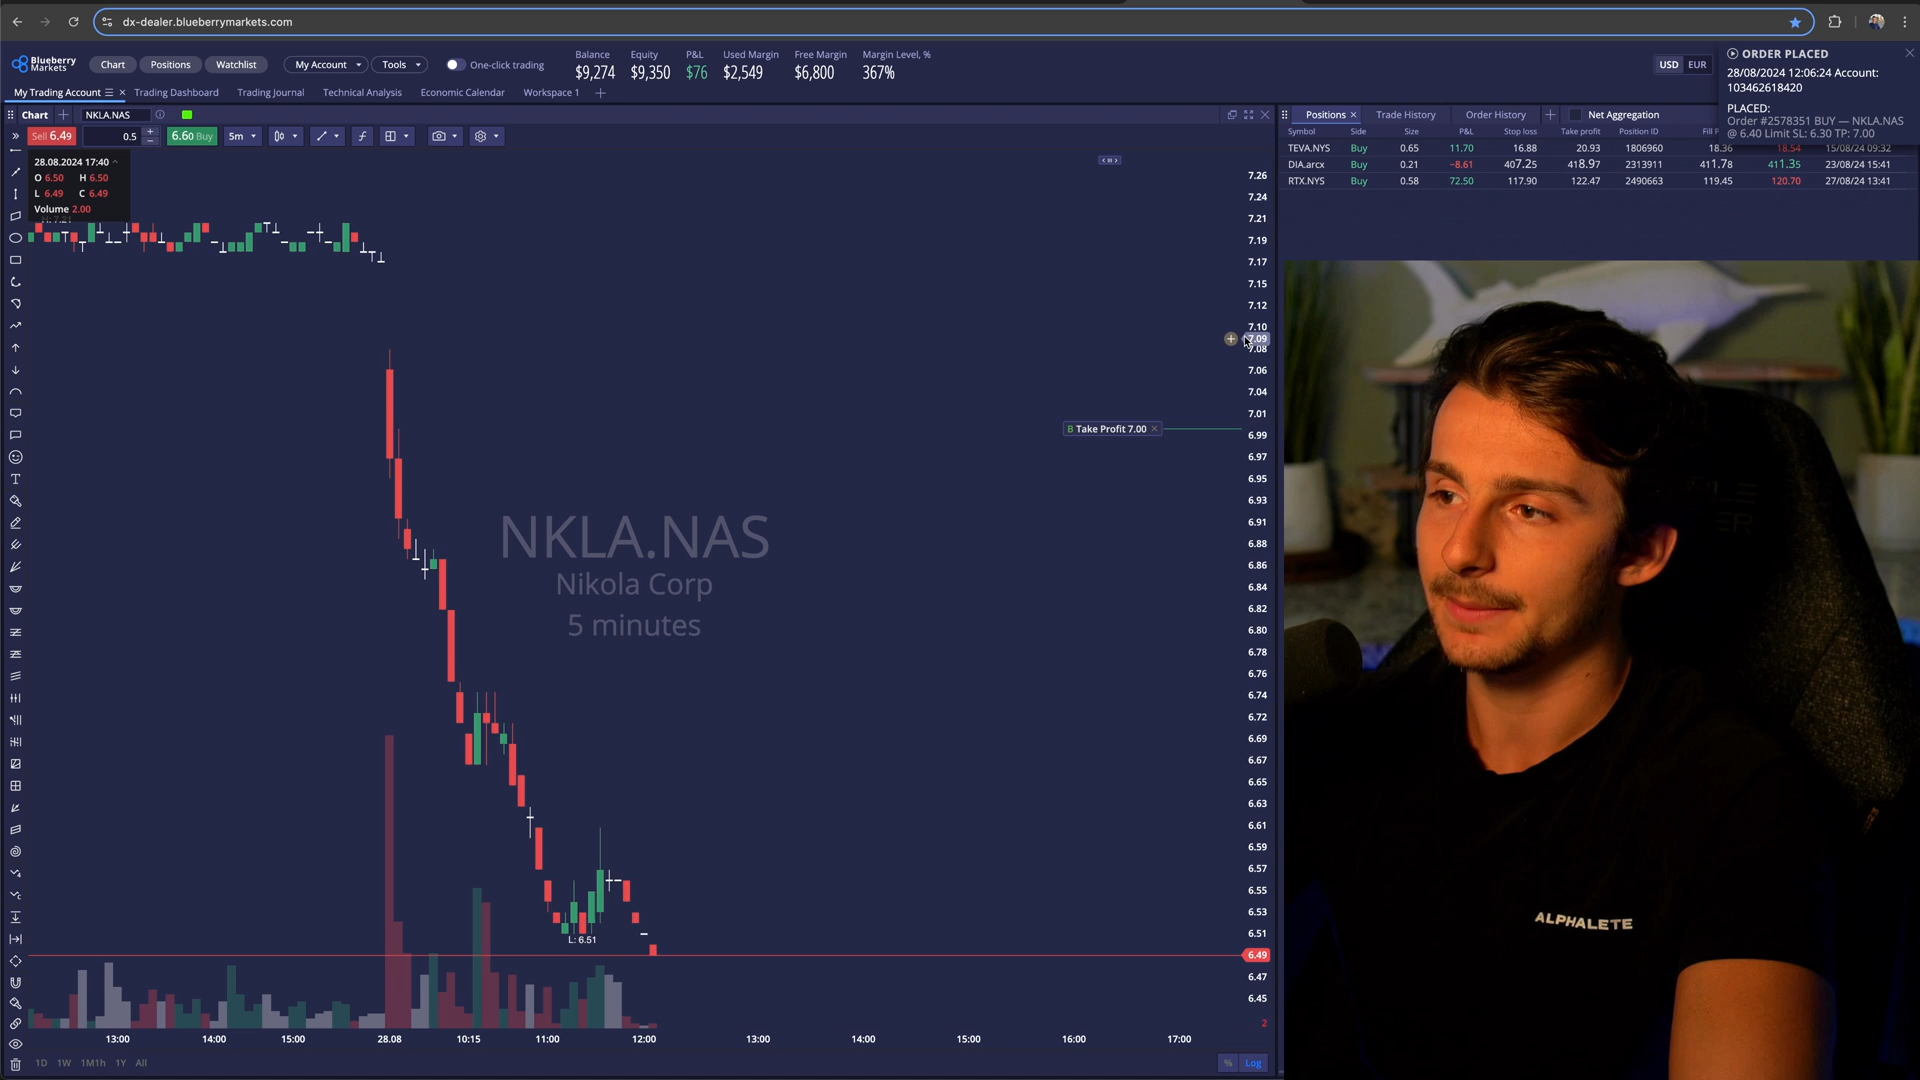 dx-dealer.blueberrymarkets.com
Blueberry Markets
Chart Positions Watchlist My Account Tools One-click trading
Balance Equity P&L Used Margin Free Margin Margin Level, %
$9,274 $9,350 $76 $2,549 $6,800 367%
USD EUR
ORDER PLACED
28/08/2024 12:06:24 Account:
103462618420
PLACED:
Order #2578351 BUY — NKLA.NAS
@ 6.40 Limit SL: 6.30 TP: 7.00
My Trading Account Trading Dashboard Trading Journal Technical Analysis Economic Calendar Workspace 1
Chart NKLA.NAS
Sell 6.49 0.5 6.60 Buy 5m
28.08.2024 17:40
O 6.50 H 6.50
L 6.49 C 6.49
Volume 2.00
Positions Trade History Order History Net Aggregation
Symbol Side Size P&L Stop loss Take profit Position ID Fill P
TEVA.NYS Buy 0.65 11.70 16.88 20.93 1806960 18.36 18.54 15/08/24 09:32
DIA.arcx Buy 0.21 −8.61 407.25 418.97 2313911 411.78 411.35 23/08/24 15:41
RTX.NYS Buy 0.58 72.50 117.90 122.47 2490663 119.45 120.70 27/08/24 13:41
7.26
7.24
7.21
7.19
7.17
7.15
7.12
7.10
7.09
7.08
7.06
7.04
7.01
B Take Profit 7.00
6.99
6.97
6.95
6.93
6.91
6.88
6.86
6.84
6.82
6.80
6.78
6.76
6.74
6.72
6.69
6.67
6.65
6.63
6.61
6.59
6.57
6.55
6.53
6.51
6.49
6.47
6.45
2
NKLA.NAS
Nikola Corp
5 minutes
L: 6.51
13:00 14:00 15:00 28.08 10:15 11:00 12:00 13:00 14:00 15:00 16:00 17:00
1D 1W 1M1h 1Y All
% Log
ALPHALETE